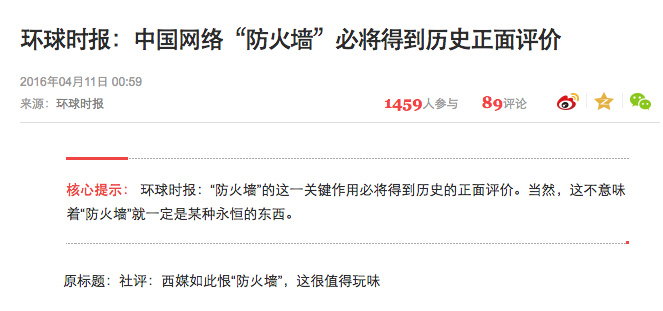 环球时报：中国网络“防火墙”必将得到历史正面评价
2016年04月11日 00:59
来源：环球时报
1459人参与 89评论
核心提示： 环球时报：“防火墙”的这一关键作用必将得到历史的正面评价。当然，这不意味
着“防火墙”就一定是某种永恒的东西。
原标题：社评：西媒如此恨“防火墙”，这很值得玩味